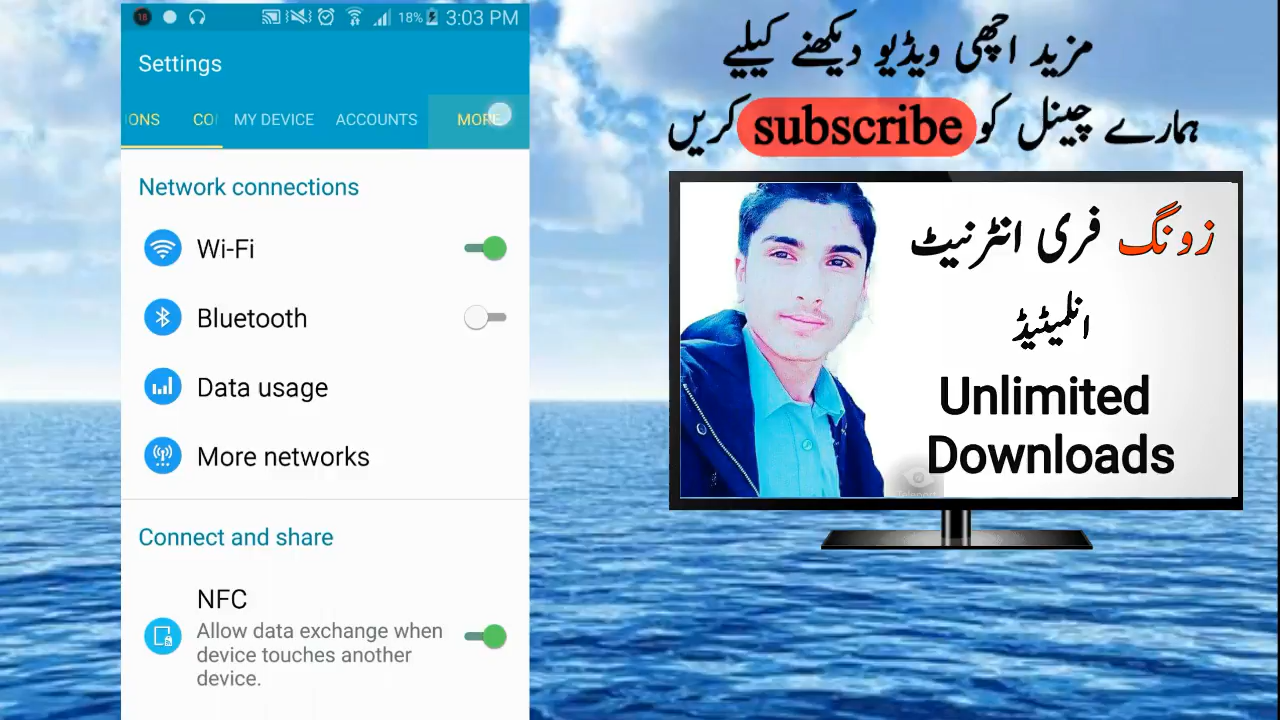 18% 3:03 PM
Settings
IONS CO MY DEVICE ACCOUNTS MORE
Network connections
Wi-Fi
Bluetooth
Data usage
More networks
Connect and share
NFC
Allow data exchange when
device touches another
device.
مزید اچھی ویڈیو دیکھنے کیلیے
ہمارے چینل کو subscribe کریں
زونگ فری انٹرنیٹ
انلمیٹیڈ
Unlimited
Downloads